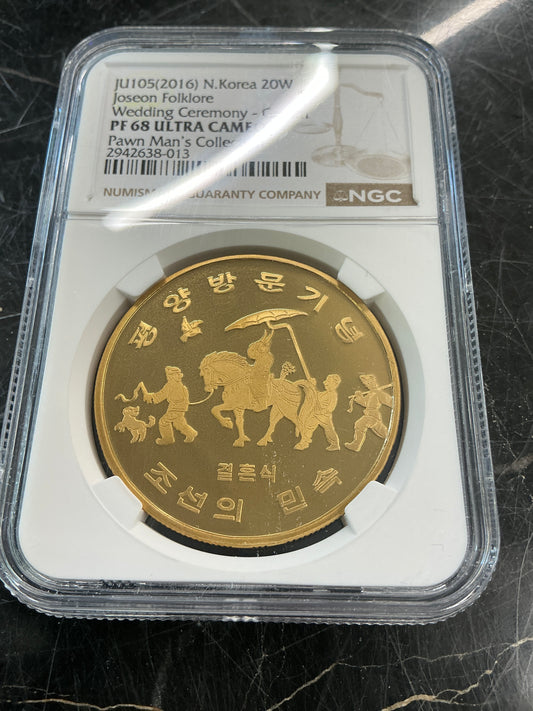 JU105(2016) N.Korea 20W
Joseon Folklore
Wedding Ceremony -
PF 68 ULTRA CAME
Pawn Man's Collec
2942638-013
NUMISM GUARANTY COMPANY
NGC
평양방문기념
결혼식
조선의 민속